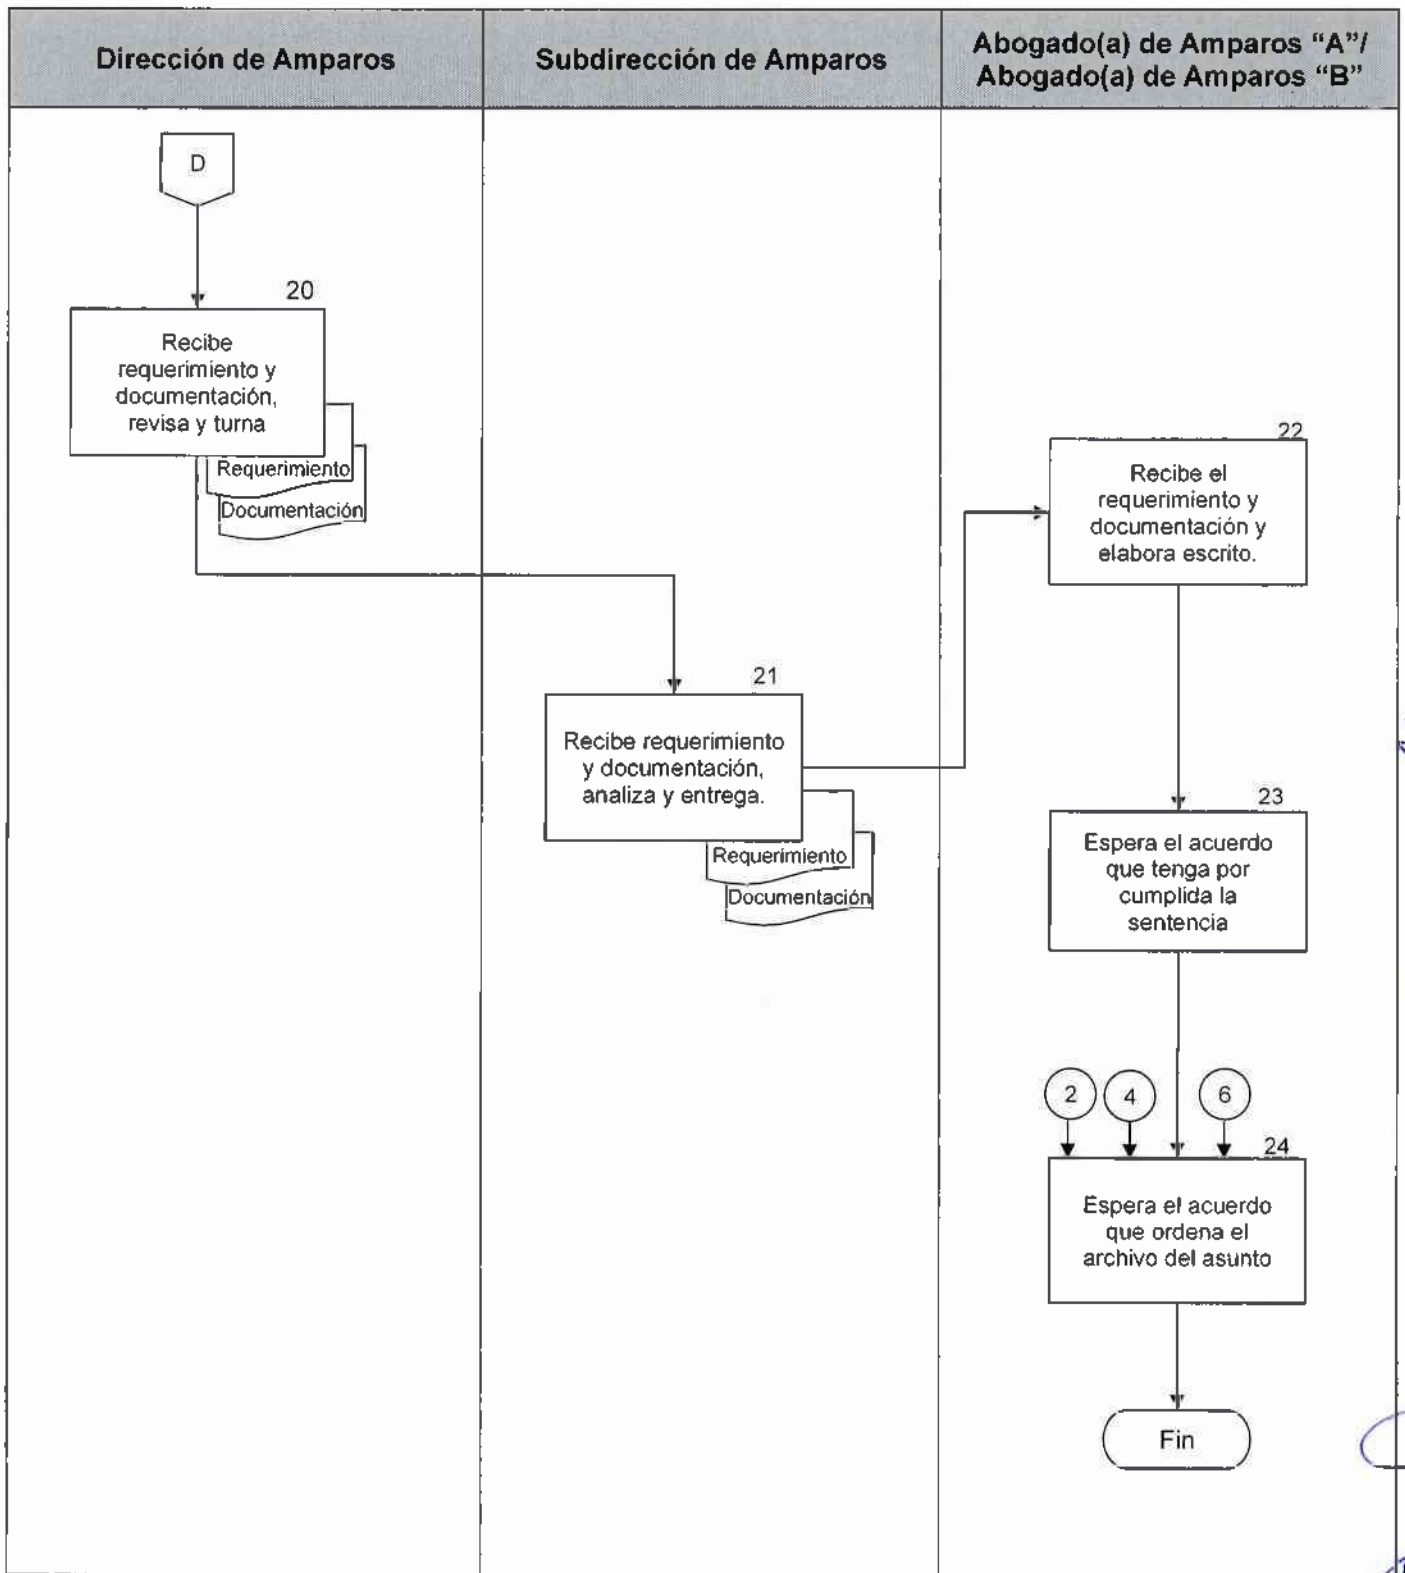 Dirección de Amparos
Subdirección de Amparos
Abogado(a) de Amparos “A”/
Abogado(a) de Amparos “B”
D
20
Recibe
requerimiento y
documentación,
revisa y turna
Requerimiento
Documentación
21
Recibe requerimiento
y documentación,
analiza y entrega.
Requerimiento
Documentación
22
Recibe el
requerimiento y
documentación y
elabora escrito.
23
Espera el acuerdo
que tenga por
cumplida la
sentencia
2
4
6
24
Espera el acuerdo
que ordena el
archivo del asunto
Fin